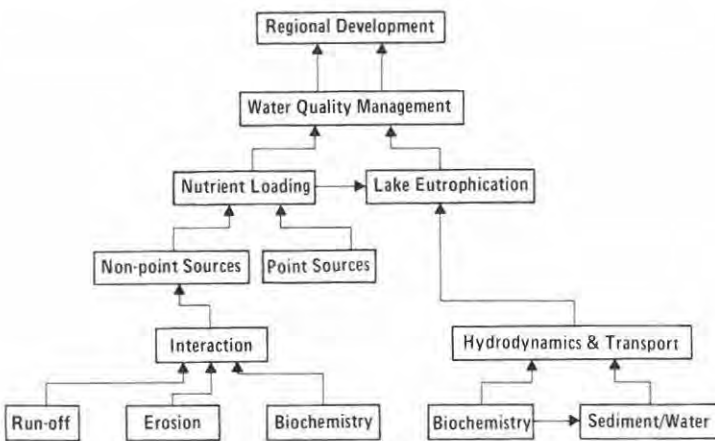 Regional Development
Water Quality Management
Nutrient Loading
Lake Eutrophication
Non-point Sources
Point Sources
Interaction
Hydrodynamics & Transport
Run-off
Erosion
Biochemistry
Biochemistry
Sediment/Water